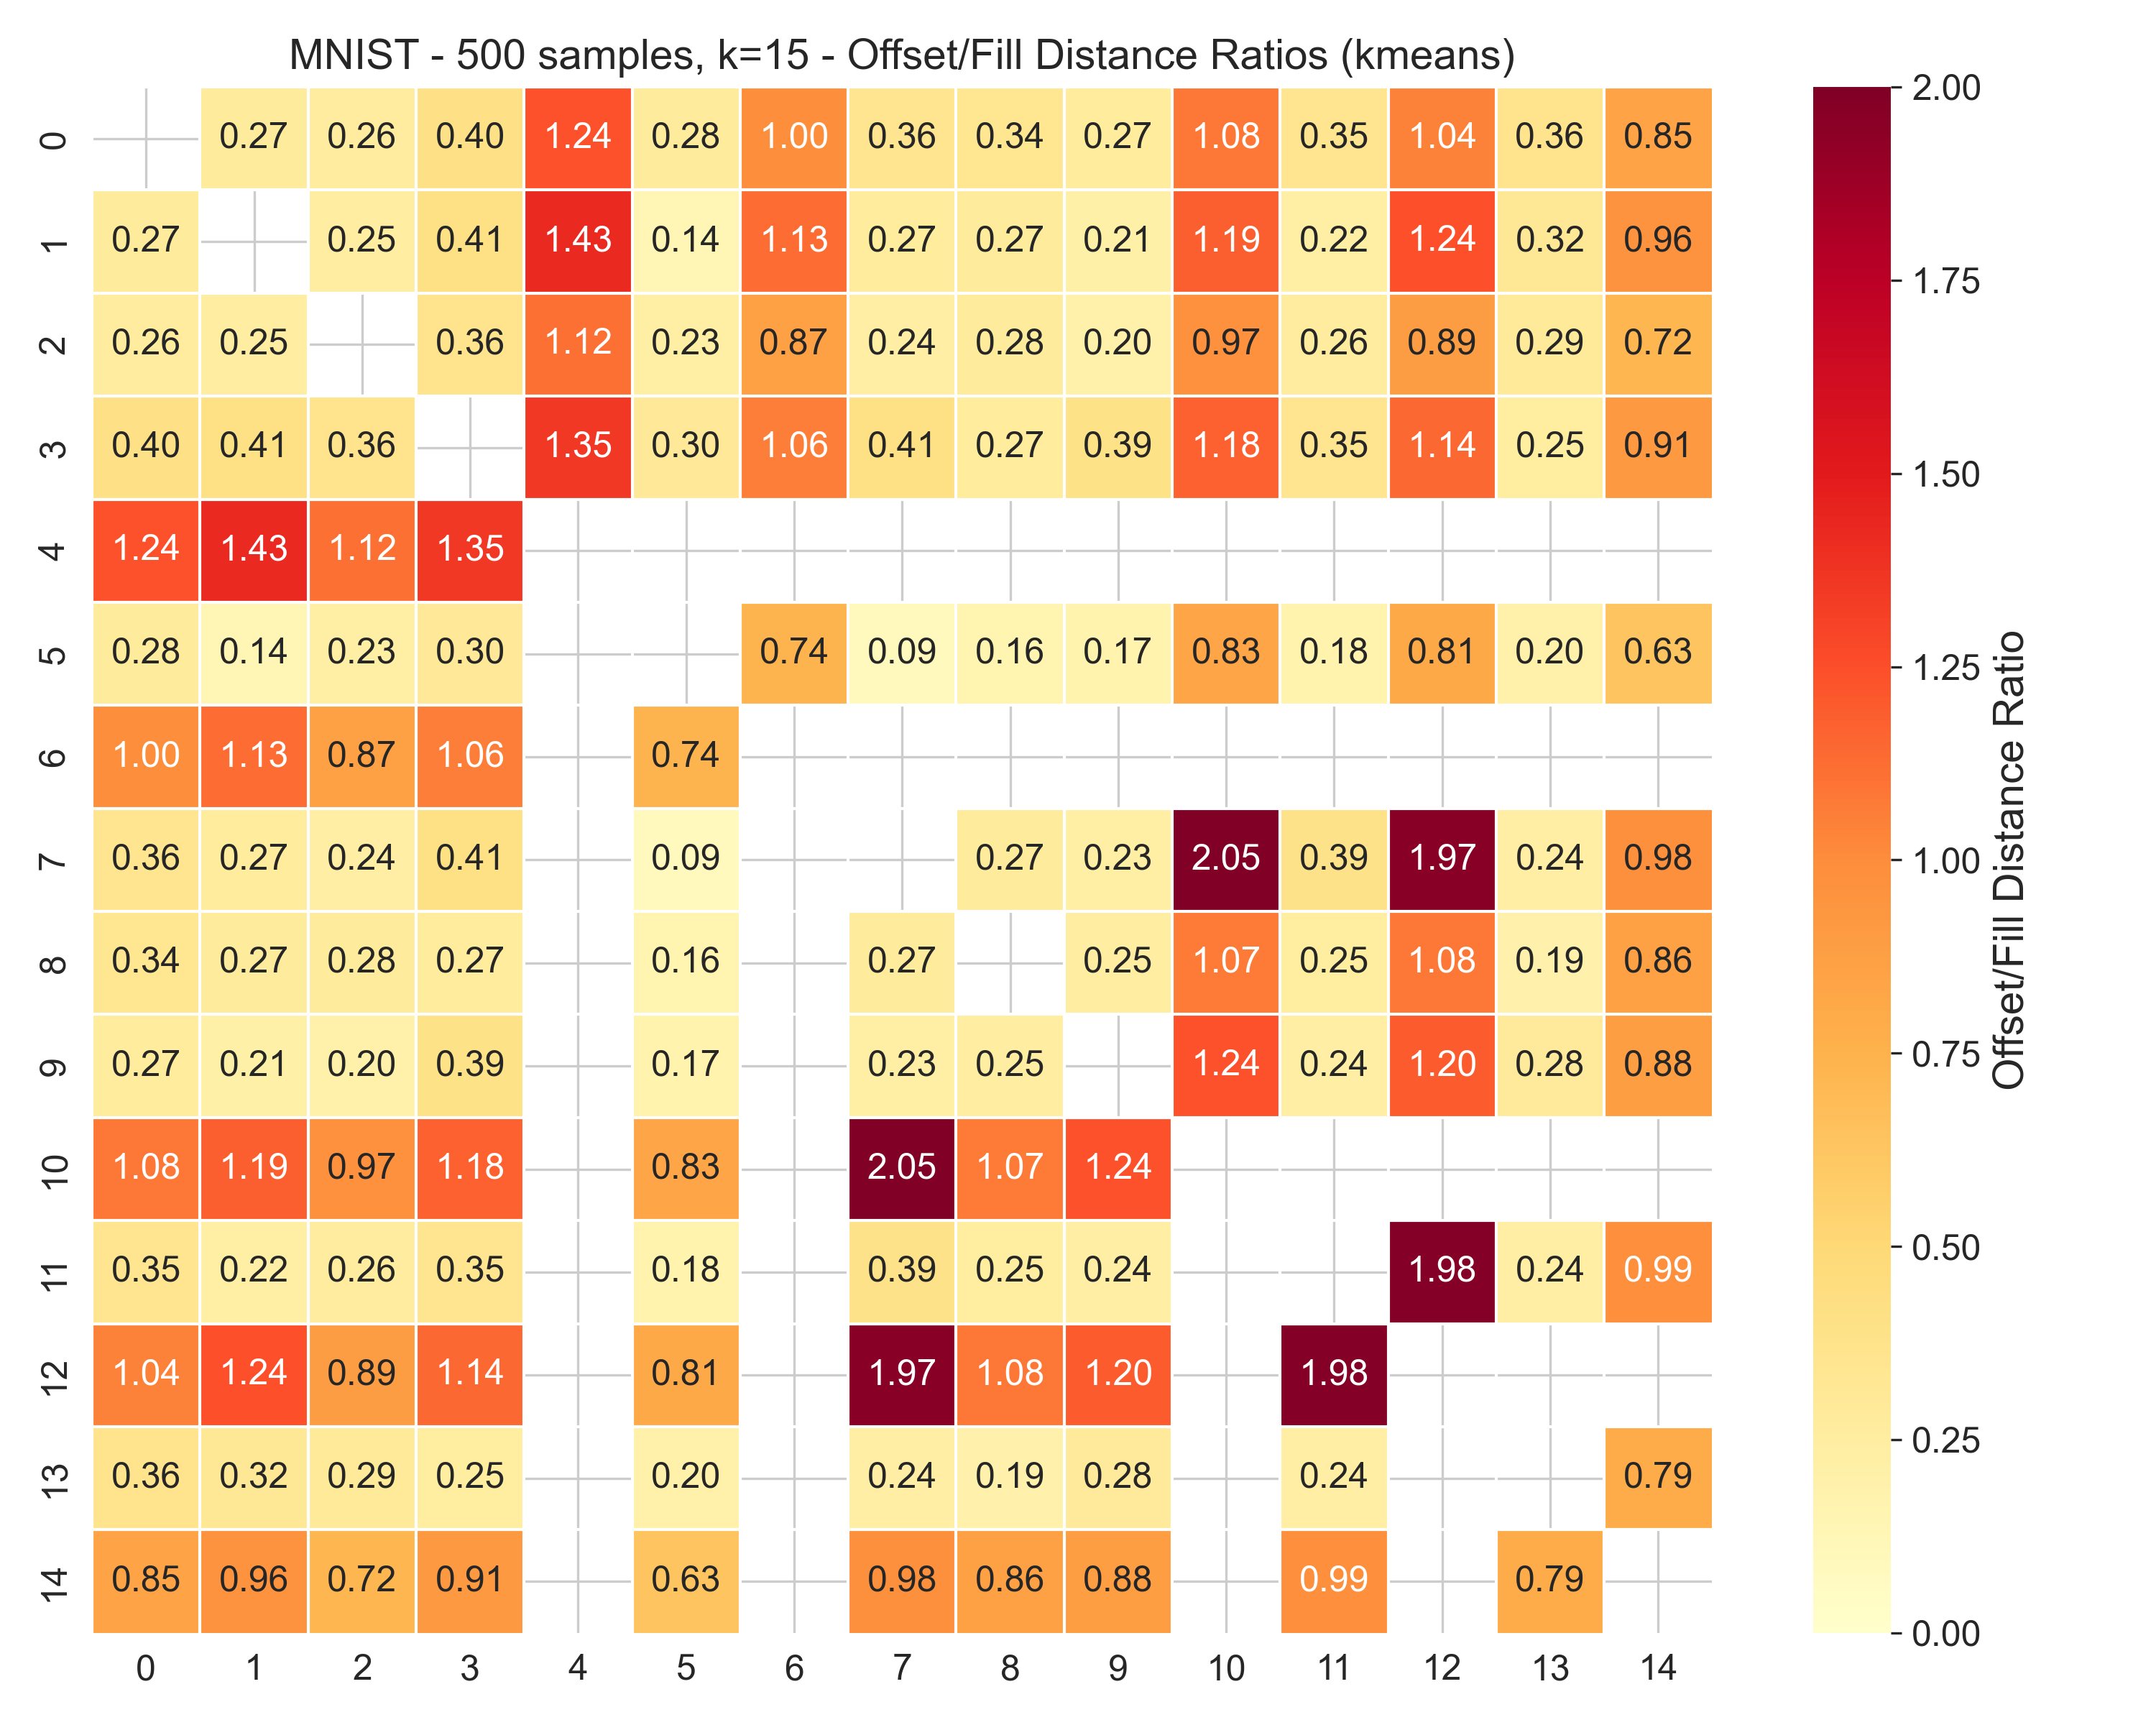 MNIST - 500 samples, k=15 - Offset/Fill Distance Ratios (kmeans)
0 0.27 0.26 0.40 1.24 0.28 1.00 0.36 0.34 0.27 1.08 0.35 1.04 0.36 0.85
1 0.27 0.25 0.41 1.43 0.14 1.13 0.27 0.27 0.21 1.19 0.22 1.24 0.32 0.96
2 0.26 0.25 0.36 1.12 0.23 0.87 0.24 0.28 0.20 0.97 0.26 0.89 0.29 0.72
3 0.40 0.41 0.36 1.35 0.30 1.06 0.41 0.27 0.39 1.18 0.35 1.14 0.25 0.91
4 1.24 1.43 1.12 1.35
5 0.28 0.14 0.23 0.30 0.74 0.09 0.16 0.17 0.83 0.18 0.81 0.20 0.63
6 1.00 1.13 0.87 1.06 0.74
7 0.36 0.27 0.24 0.41 0.09 0.27 0.23 2.05 0.39 1.97 0.24 0.98
8 0.34 0.27 0.28 0.27 0.16 0.27 0.25 1.07 0.25 1.08 0.19 0.86
9 0.27 0.21 0.20 0.39 0.17 0.23 0.25 1.24 0.24 1.20 0.28 0.88
10 1.08 1.19 0.97 1.18 0.83 2.05 1.07 1.24
11 0.35 0.22 0.26 0.35 0.18 0.39 0.25 0.24 1.98 0.24 0.99
12 1.04 1.24 0.89 1.14 0.81 1.97 1.08 1.20 1.98
13 0.36 0.32 0.29 0.25 0.20 0.24 0.19 0.28 0.24 0.79
14 0.85 0.96 0.72 0.91 0.63 0.98 0.86 0.88 0.99 0.79
0 1 2 3 4 5 6 7 8 9 10 11 12 13 14
2.00
1.75
1.50
1.25
1.00
0.75
0.50
0.25
0.00
Offset/Fill Distance Ratio